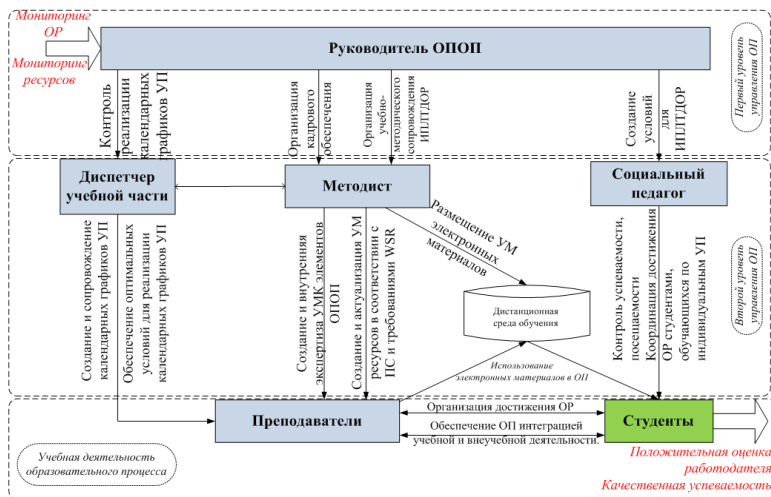 Мониторинг
ОР
Мониторинг
ресурсов
Руководитель ОПОП
Первый уровень
управления ОП
Контроль
реализации
календарных
графиков УП
Организация
кадрового
обеспечения
Организация
учебно-
методического
сопровождения
ИПЛТДОР
Создание
условий
для
ИПЛТДОР
Диспетчер
учебной части
Методист
Социальный
педагог
Второй уровень
управления ОП
Создание и сопровождение
календарных графиков УП
Обеспечение оптимальных
условий для реализации
календарных графиков УП
Создание и внутренняя
экспертиза УМК элементов
ОПОП
Создание и актуализация УМ
ресурсов в соответствии с
ПС и требованиями WSR
Размещение УМ
электронных
материалов
Дистанционная
среда обучения
Контроль успеваемости,
посещаемости
Координация достижения
ОР студентами,
обучающихся по
индивидуальным УП
Использование
электронных материалов в ОП
Преподаватели
Организация достижения ОР
Обеспечение ОП интеграцией
учебной и внеучебной деятельности.
Студенты
Учебная деятельность
образовательного процесса
Положительная оценка
работодателя
Качественная успеваемость